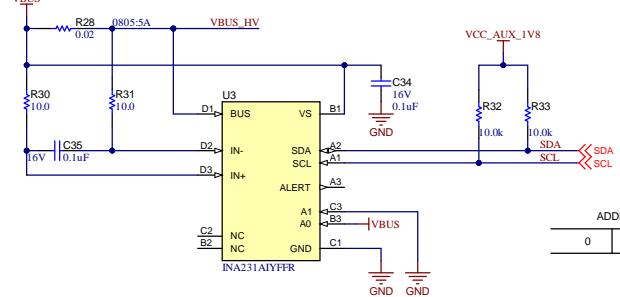 VBUS
R28
0805:5A
VBUS_HV
0.02
VCC_AUX_1V8
R30
10.0
R31
10.0
C34
16V
0.1uF
GND
U3
R32
10.0k
R33
10.0k
D1
BUS
VS
B1
C35
16V
0.1uF
D2
IN-
SDA
A2
SDA
SDA
D3
IN+
SCL
A1
SCL
SCL
ALERT
A3
A1
C3
A0
B3
VBUS
C2
NC
B2
NC
GND
C1
INA231AIYFFR
GND
GND
0